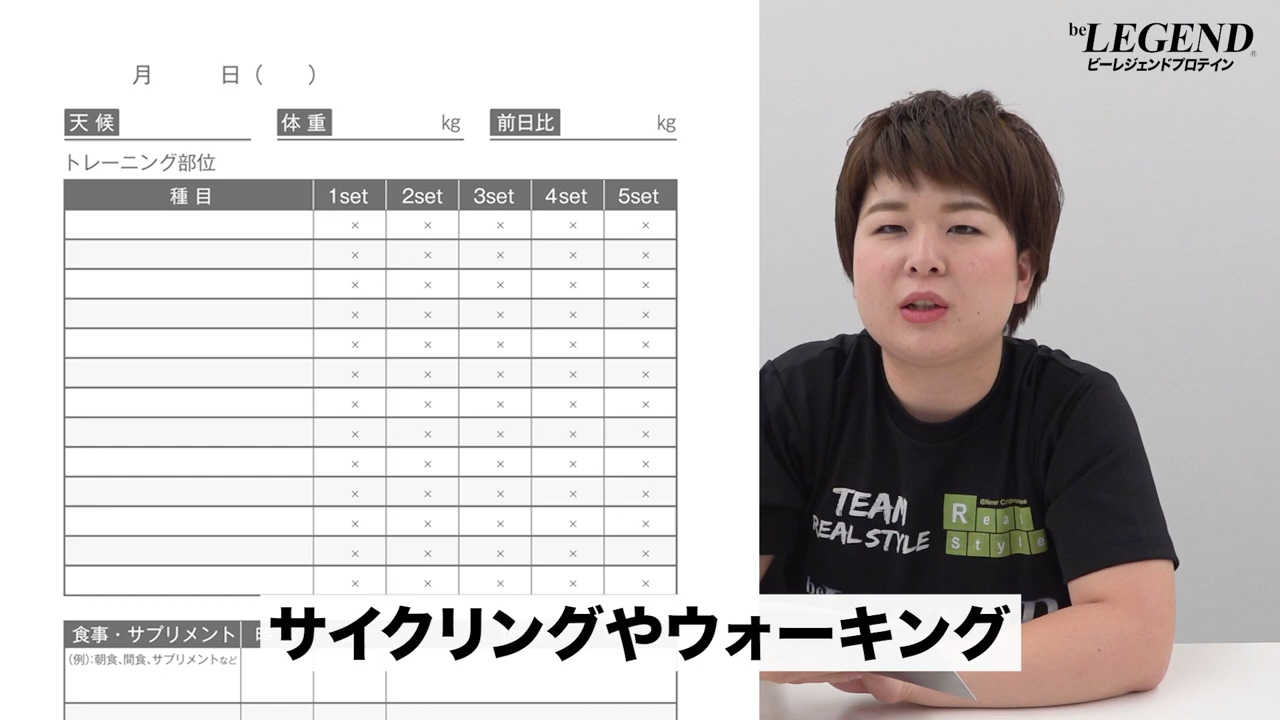 beLEGEND
ビーレジェンドプロテイン
月 日( )
天候 体重 kg 前日比 kg
トレーニング部位
種目 1set 2set 3set 4set 5set
× × × × ×
× × × × ×
× × × × ×
× × × × ×
× × × × ×
× × × × ×
× × × × ×
× × × × ×
× × × × ×
× × × × ×
× × × × ×
× × × × ×
× × × × ×
TEAM
REAL STYLE
Real
Style
食事・サプリメント
(例):朝食、間食、サプリメントなど
サイクリングやウォーキング